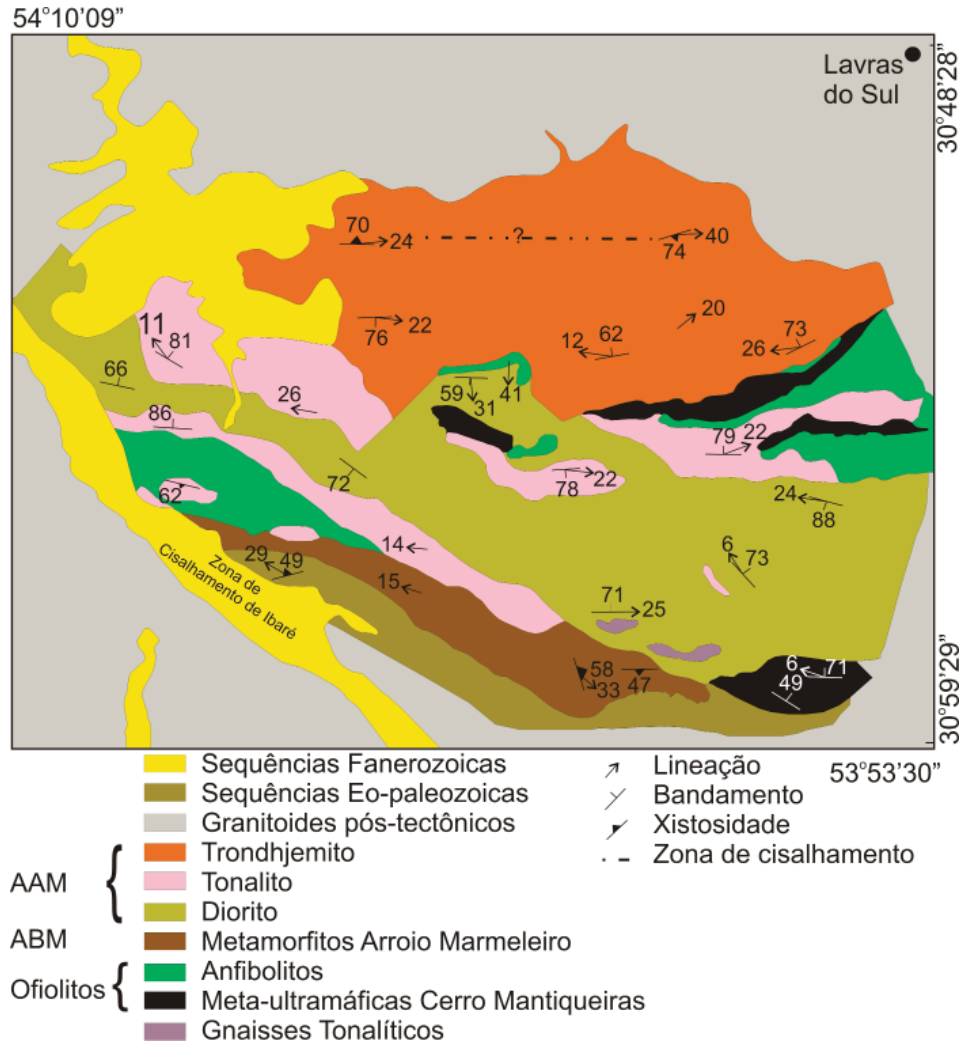 54°10’09”
Lavras
do Sul
30°48’28”
70
24
?
40
74
76
22
20
12
62
73
26
11
81
66
26
59
31
41
86
79
22
72
78
22
62
24
88
14
6
73
29
49
15
Zona de
Cisalhamento de Ibaré
71
25
58
33
47
6
71
49
30°59’29”
53°53’30”
Sequências Fanerozoicas
Sequências Eo-paleozoicas
Granitoides pós-tectônicos
AAM
Trondhjemito
Tonalito
Diorito
ABM
Metamorfitos Arroio Marmeleiro
Ofiolitos
Anfibolitos
Meta-ultramáficas Cerro Mantiqueiras
Gnaisses Tonalíticos
Lineação
Bandamento
Xistosidade
Zona de cisalhamento